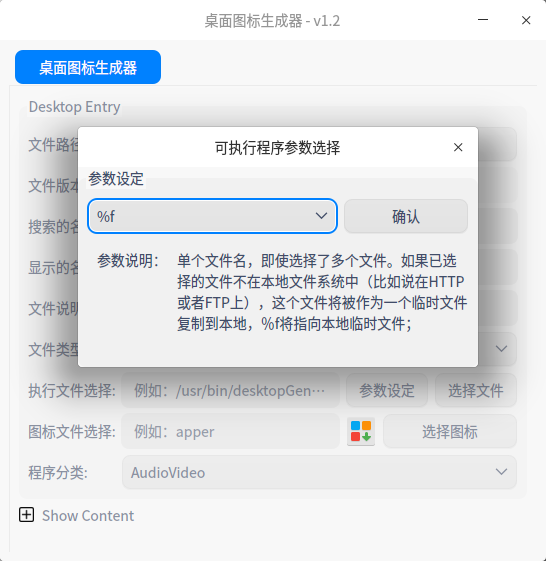 桌面图标生成器 - v1.2
桌面图标生成器
Desktop Entry
文件路
文件版
搜索的
显示的
文件说
文件类
可执行程序参数选择
参数设定
%f
确认
参数说明：
单个文件名，即使选择了多个文件。如果已选
择的文件不在本地文件系统中（比如说在HTTP
或者FTP上），这个文件将被作为一个临时文件
复制到本地，%f将指向本地临时文件；
执行文件选择:
例如：/usr/bin/desktopGen…
参数设定
选择文件
图标文件选择:
例如：apper
选择图标
程序分类:
AudioVideo
Show Content